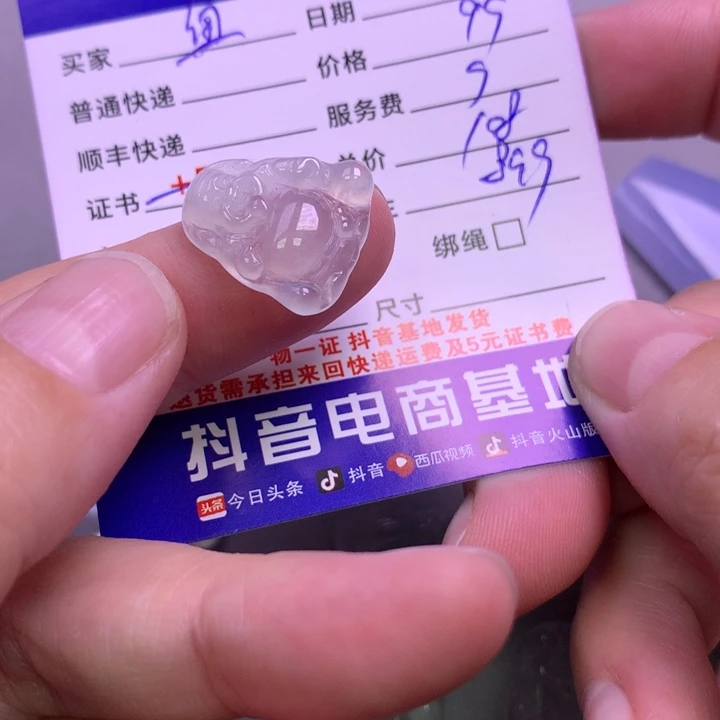 买家 日期
普通快递 价格
顺丰快递 服务费
证书 总价
绑绳
尺寸
物一证 抖音基地发货
退货需承担来回快递运费及5元证书费
抖音电商基地
头条 今日头条 抖音 西瓜视频 抖音火山版